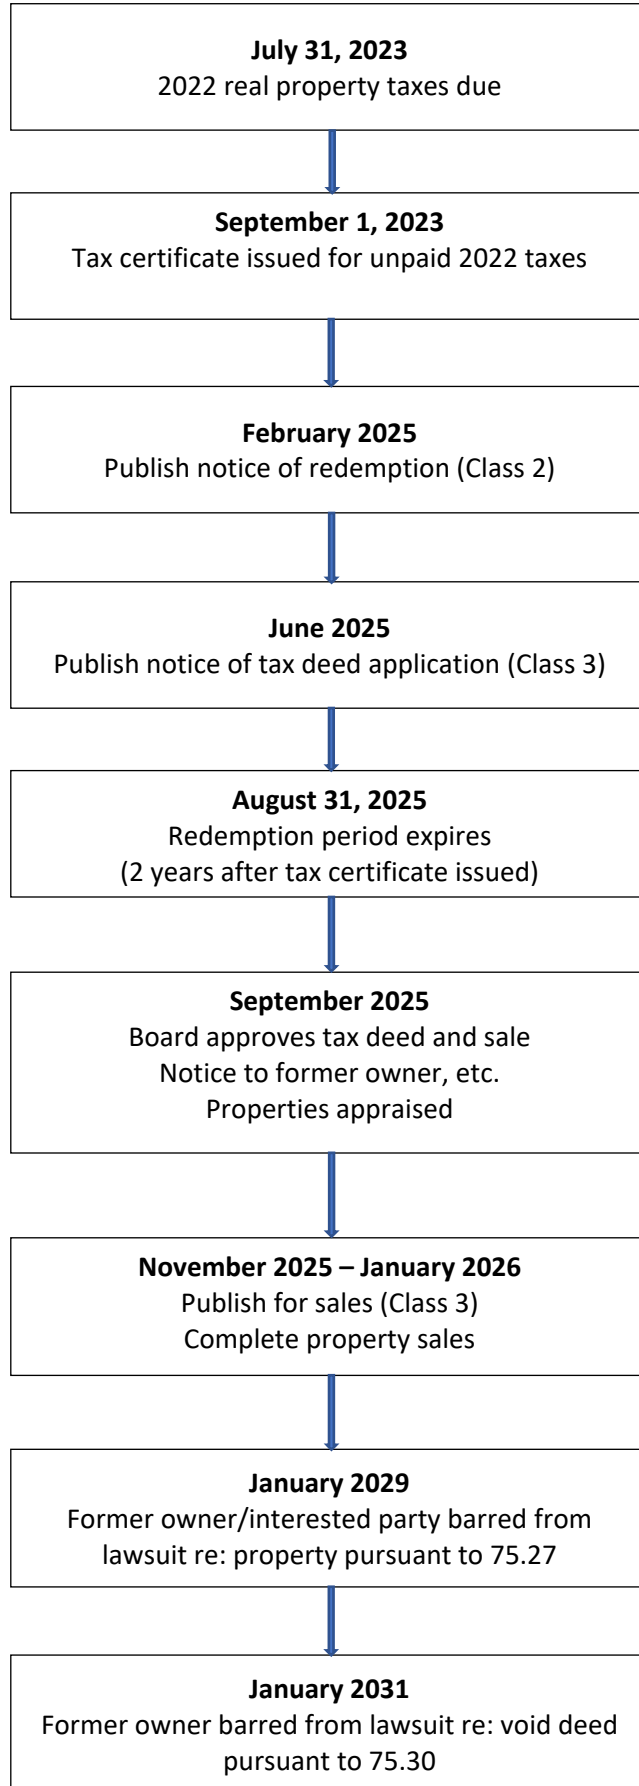 July 31, 2023
2022 real property taxes due
September 1, 2023
Tax certificate issued for unpaid 2022 taxes
February 2025
Publish notice of redemption (Class 2)
June 2025
Publish notice of tax deed application (Class 3)
August 31, 2025
Redemption period expires
(2 years after tax certificate issued)
September 2025
Board approves tax deed and sale
Notice to former owner, etc.
Properties appraised
November 2025 – January 2026
Publish for sales (Class 3)
Complete property sales
January 2029
Former owner/interested party barred from
lawsuit re: property pursuant to 75.27
January 2031
Former owner barred from lawsuit re: void deed
pursuant to 75.30